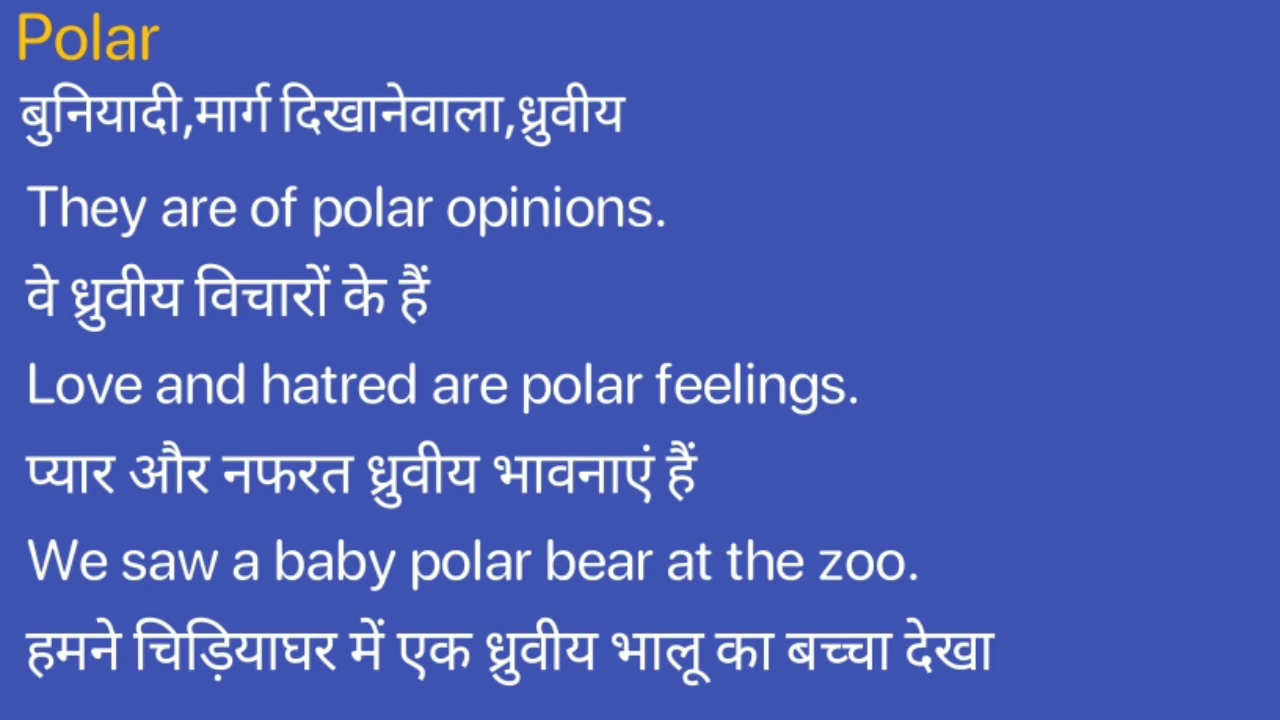 Polar
बुनियादी,मार्ग दिखानेवाला,ध्रुवीय
They are of polar opinions.
वे ध्रुवीय विचारों के हैं
Love and hatred are polar feelings.
प्यार और नफरत ध्रुवीय भावनाएं हैं
We saw a baby polar bear at the zoo.
हमने चिड़ियाघर में एक ध्रुवीय भालू का बच्चा देखा